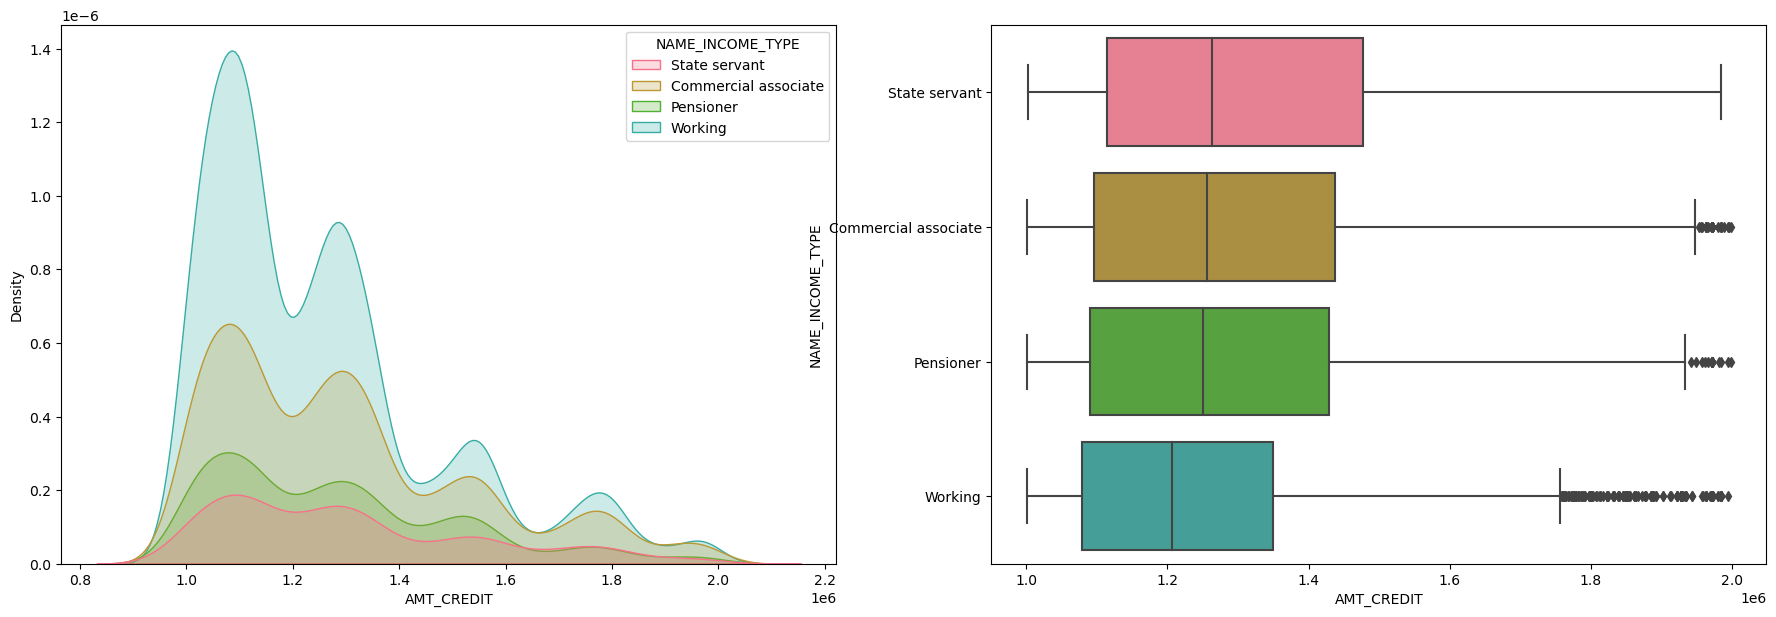 1e−6
1.4
1.2
1.0
0.8
0.6
0.4
0.2
0.0
Density
0.8 1.0 1.2 1.4 1.6 1.8 2.0 2.2
1e6
AMT_CREDIT
NAME_INCOME_TYPE
State servant
Commercial associate
Pensioner
Working
NAME_INCOME_TYPE
State servant
Commercial associate
Pensioner
Working
1.0 1.2 1.4 1.6 1.8 2.0
1e6
AMT_CREDIT